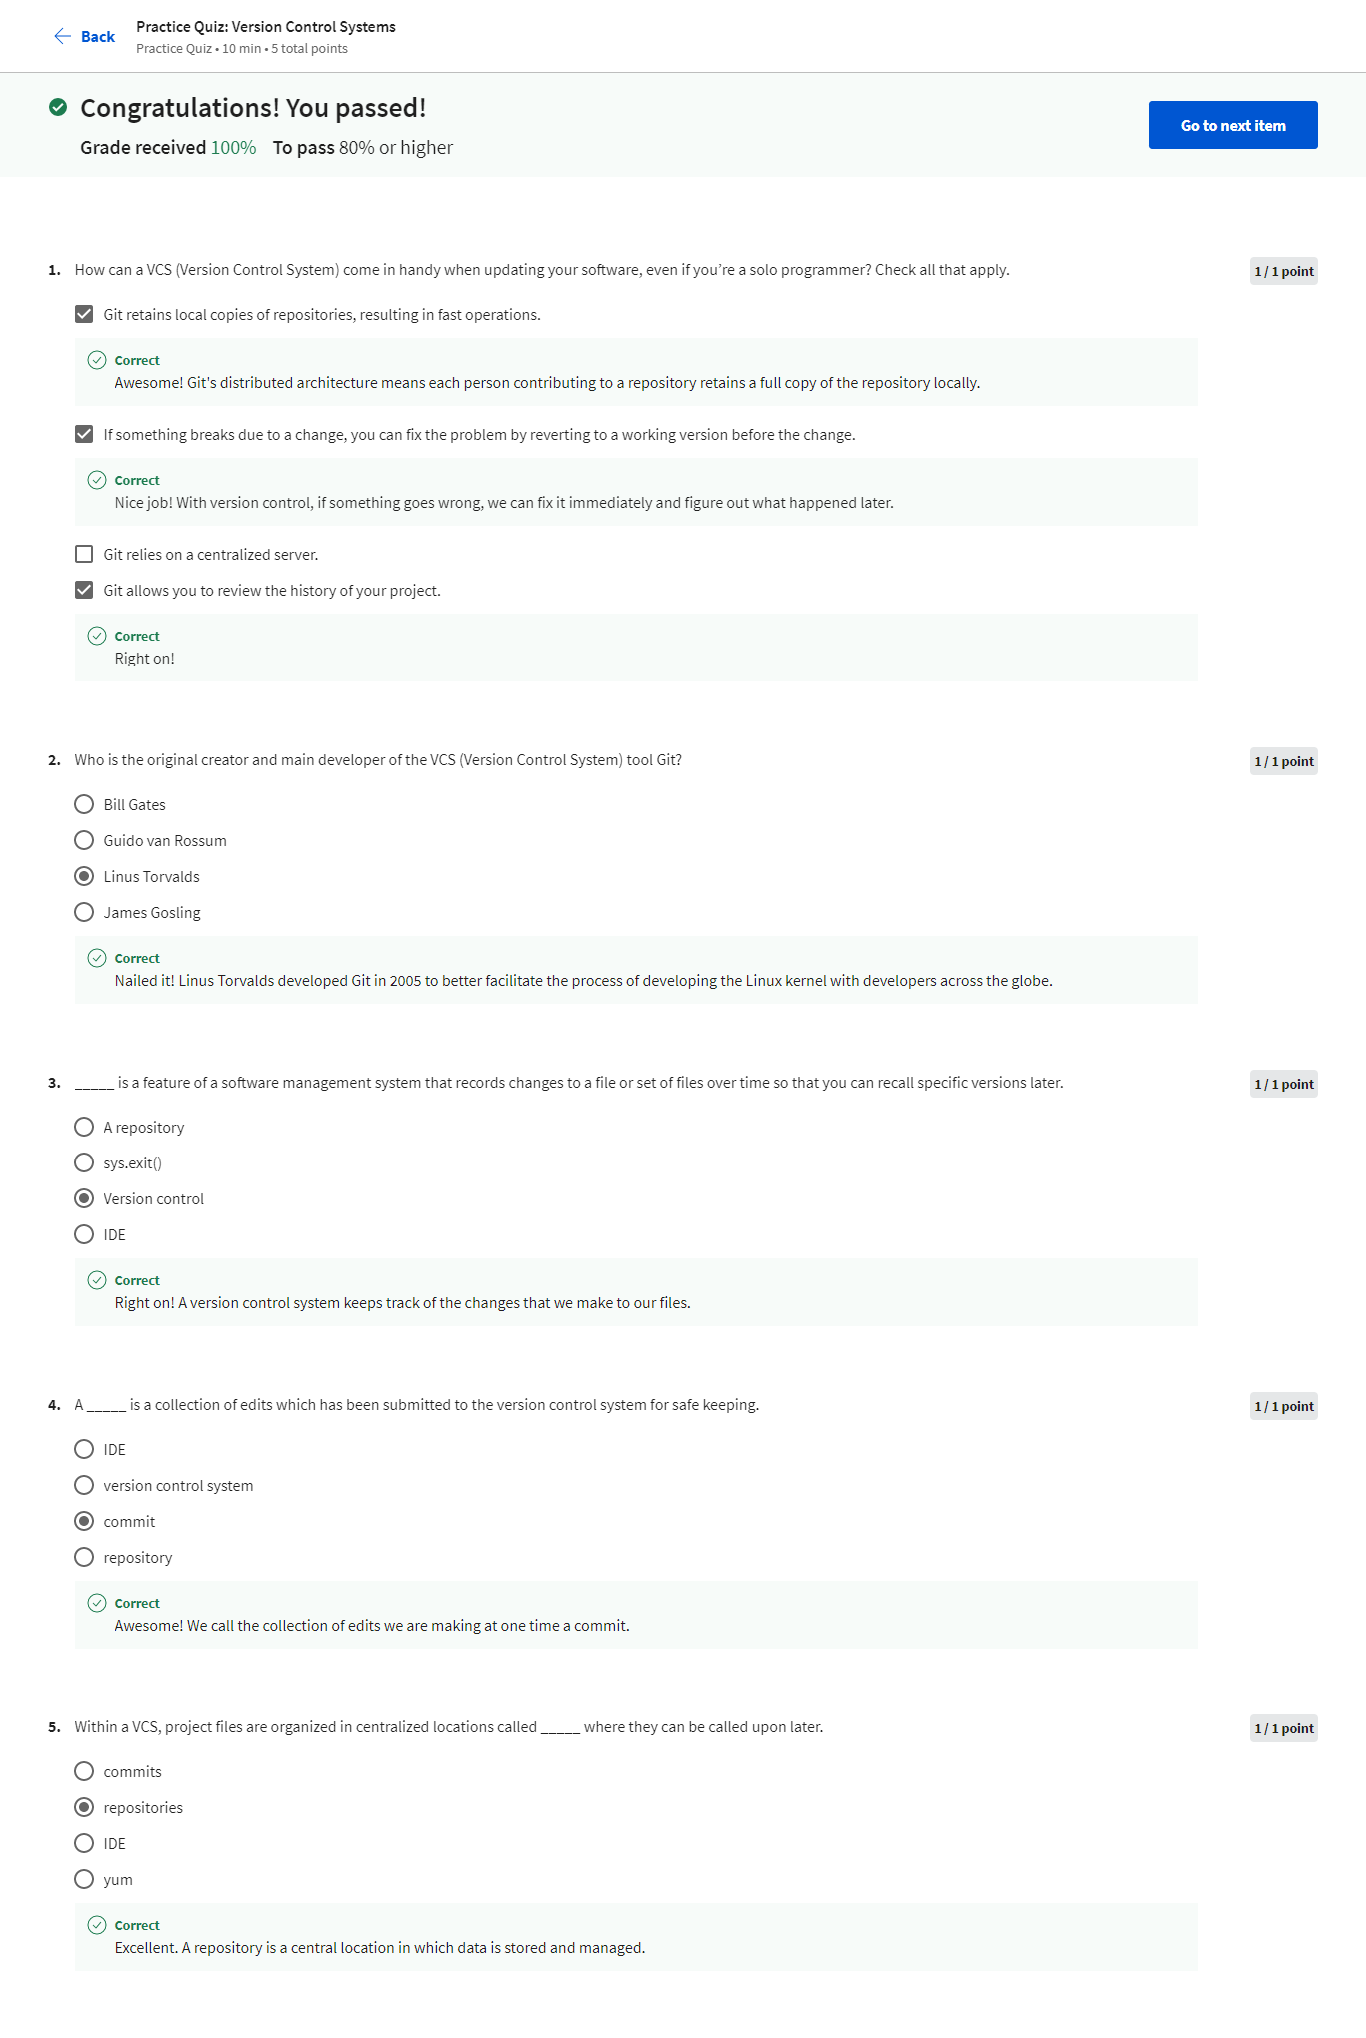 Back
Practice Quiz: Version Control Systems
Practice Quiz • 10 min • 5 total points
Congratulations! You passed!
Grade received 100% To pass 80% or higher
Go to next item
1. How can a VCS (Version Control System) come in handy when updating your software, even if you’re a solo programmer? Check all that apply.
1 / 1 point
Git retains local copies of repositories, resulting in fast operations.
Correct
Awesome! Git's distributed architecture means each person contributing to a repository retains a full copy of the repository locally.
If something breaks due to a change, you can fix the problem by reverting to a working version before the change.
Correct
Nice job! With version control, if something goes wrong, we can fix it immediately and figure out what happened later.
Git relies on a centralized server.
Git allows you to review the history of your project.
Correct
Right on!
2. Who is the original creator and main developer of the VCS (Version Control System) tool Git?
1 / 1 point
Bill Gates
Guido van Rossum
Linus Torvalds
James Gosling
Correct
Nailed it! Linus Torvalds developed Git in 2005 to better facilitate the process of developing the Linux kernel with developers across the globe.
3. _____ is a feature of a software management system that records changes to a file or set of files over time so that you can recall specific versions later.
1 / 1 point
A repository
sys.exit()
Version control
IDE
Correct
Right on! A version control system keeps track of the changes that we make to our files.
4. A _____ is a collection of edits which has been submitted to the version control system for safe keeping.
1 / 1 point
IDE
version control system
commit
repository
Correct
Awesome! We call the collection of edits we are making at one time a commit.
5. Within a VCS, project files are organized in centralized locations called _____ where they can be called upon later.
1 / 1 point
commits
repositories
IDE
yum
Correct
Excellent. A repository is a central location in which data is stored and managed.